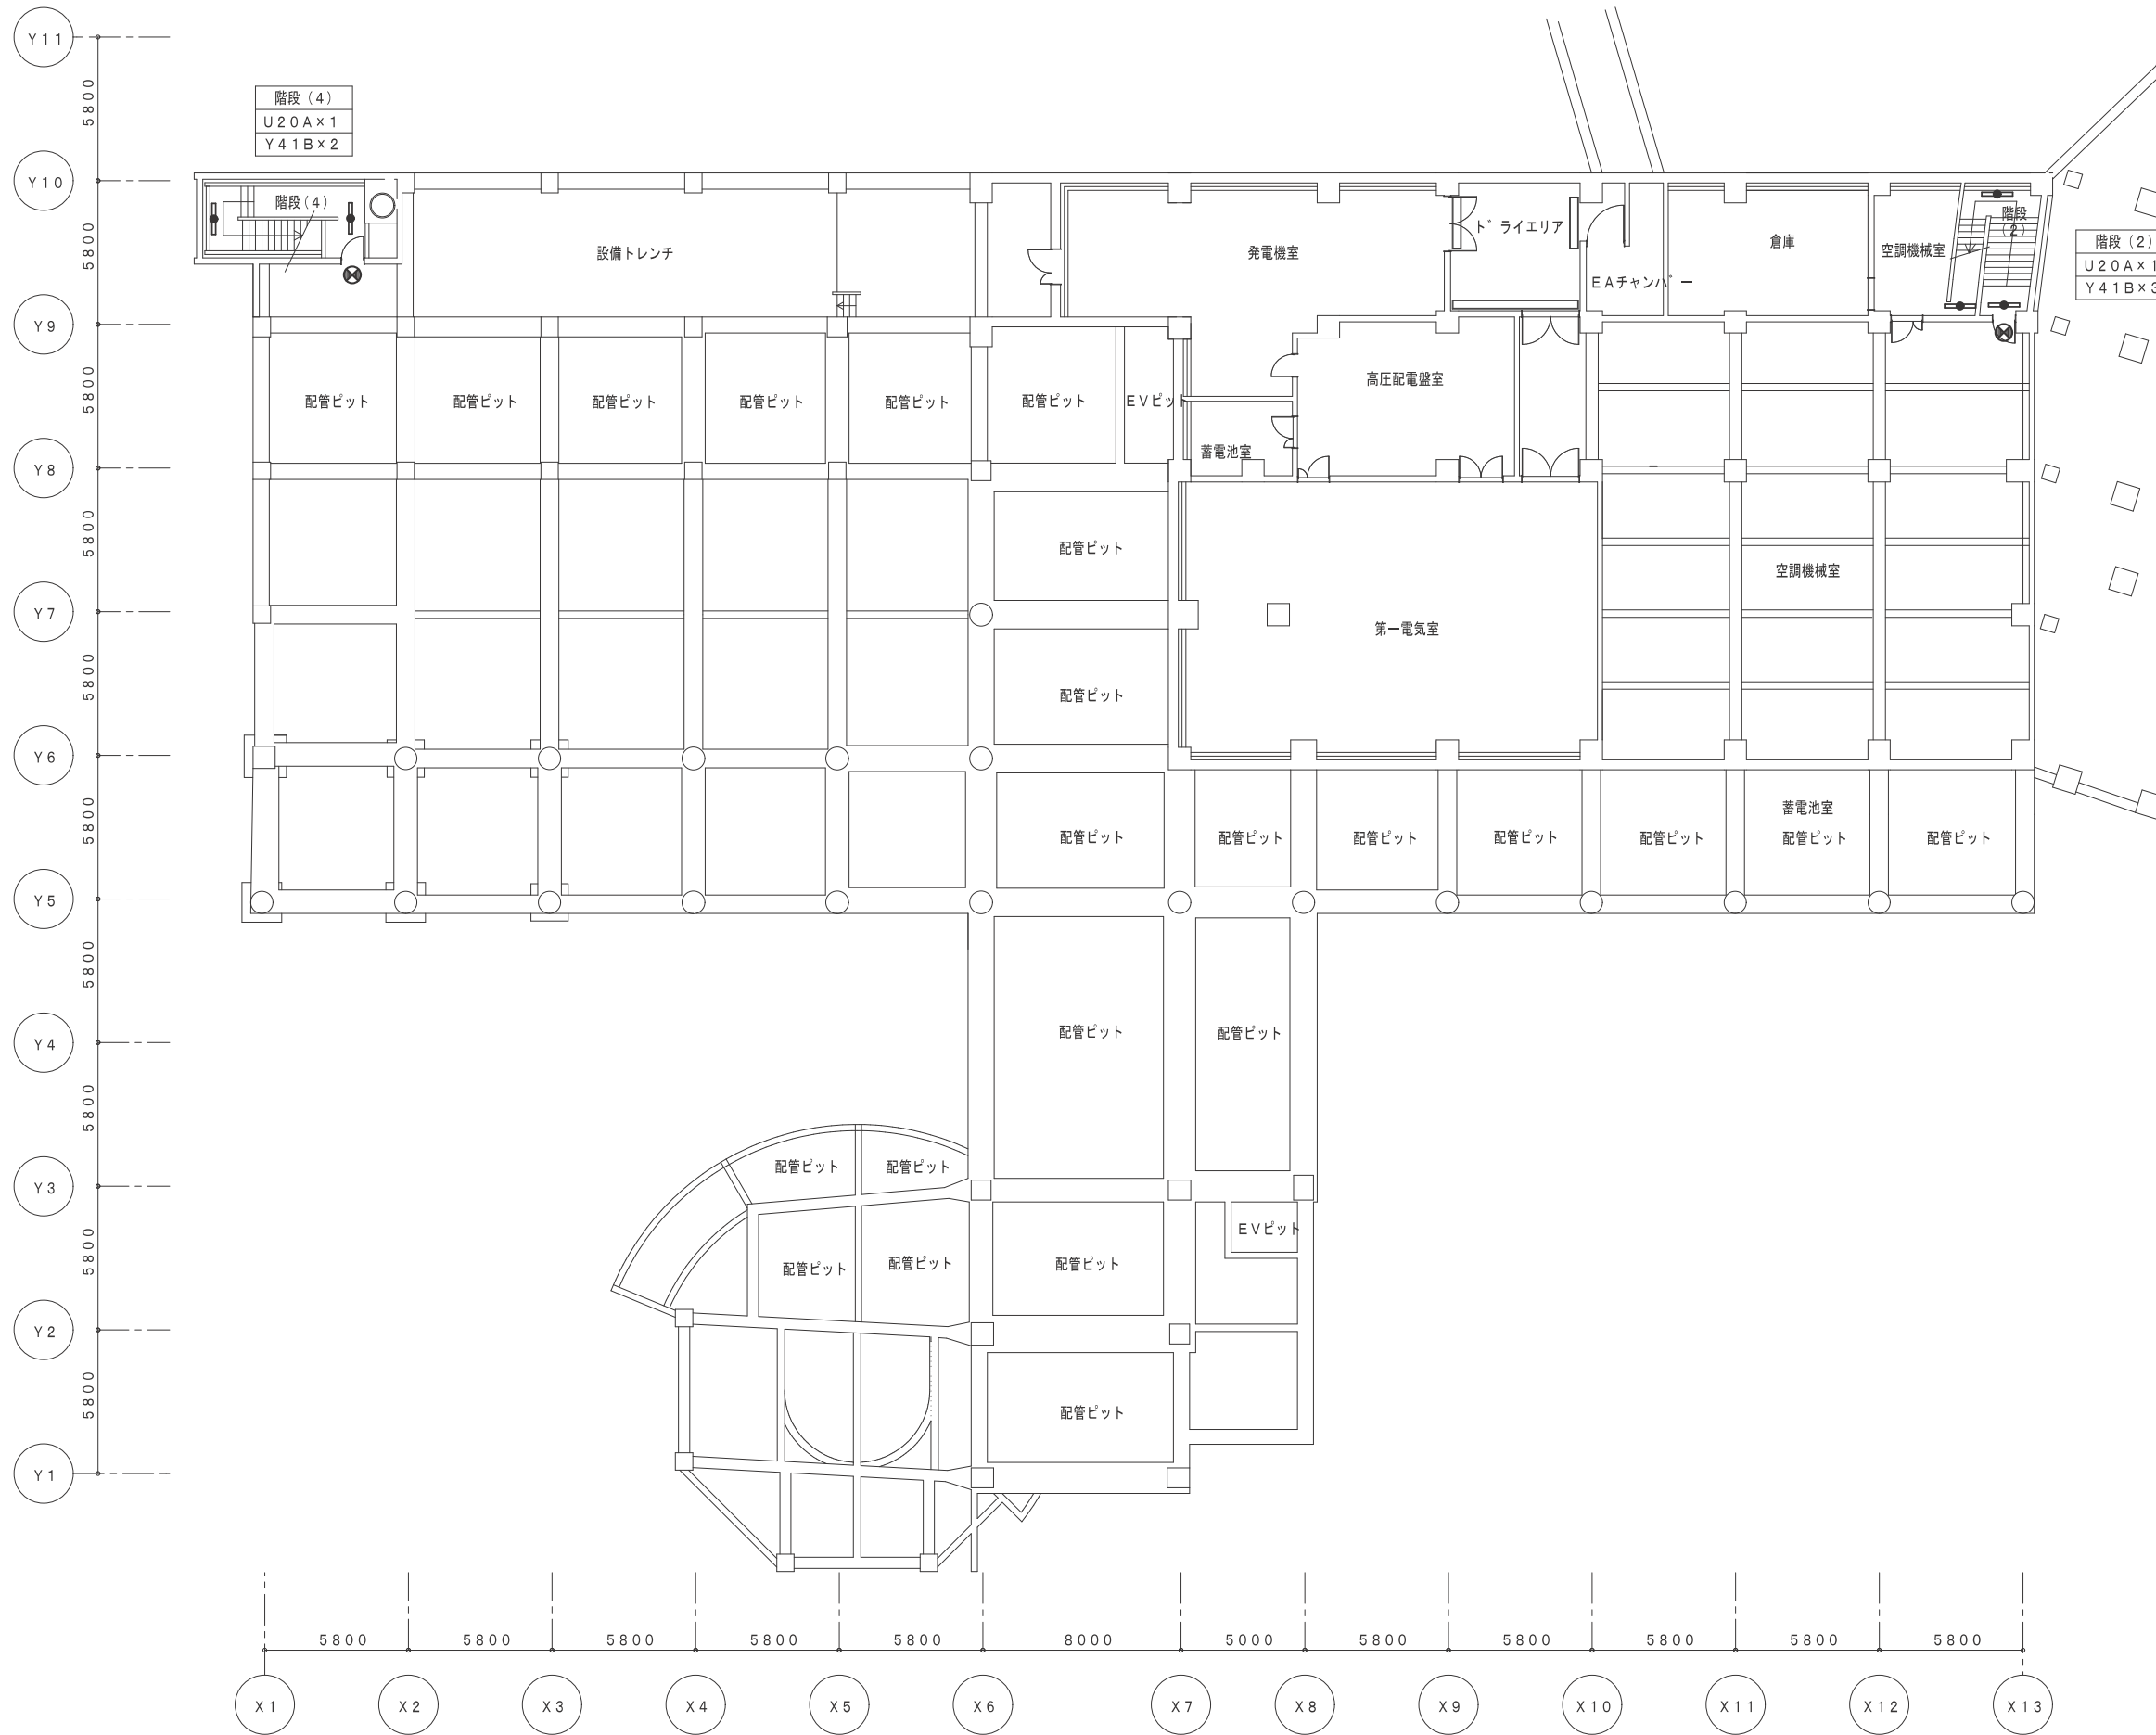 Y11
5800
階段(4)
U20A×1
Y41B×2
Y10
階段(4)
5800
設備トレンチ
発電機室
ドライエリア
EAチャンバー
倉庫
空調機械室
階段
(2)
階段(2)
U20A×1
Y41B×3
Y9
5800
配管ピット
配管ピット
配管ピット
配管ピット
配管ピット
配管ピット
EVピット
高圧配電盤室
蓄電池室
Y8
5800
配管ピット
空調機械室
Y7
第一電気室
5800
配管ピット
Y6
5800
配管ピット
配管ピット
配管ピット
配管ピット
配管ピット
蓄電池室
配管ピット
配管ピット
Y5
5800
配管ピット
配管ピット
Y4
5800
配管ピット
配管ピット
Y3
5800
EVピット
配管ピット
配管ピット
配管ピット
Y2
5800
配管ピット
Y1
5800
5800
5800
5800
5800
8000
5000
5800
5800
5800
5800
5800
X1
X2
X3
X4
X5
X6
X7
X8
X9
X10
X11
X12
X13